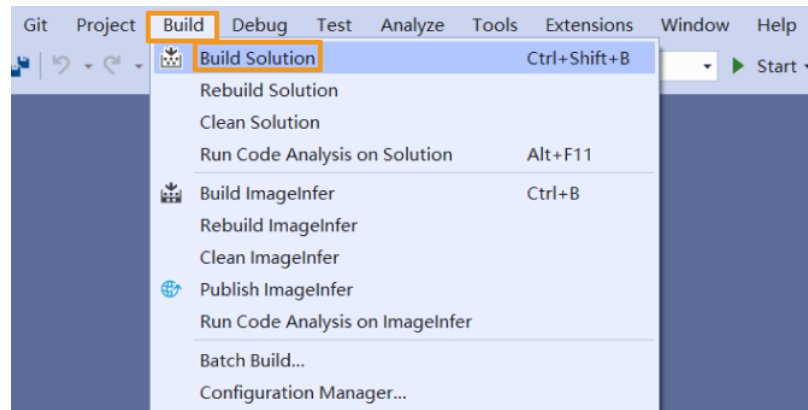 Git Project Build Debug Test Analyze Tools Extensions Window Help
Build Solution Ctrl+Shift+B
Start
Rebuild Solution
Clean Solution
Run Code Analysis on Solution Alt+F11
Build ImageInfer Ctrl+B
Rebuild ImageInfer
Clean ImageInfer
Publish ImageInfer
Run Code Analysis on ImageInfer
Batch Build...
Configuration Manager...